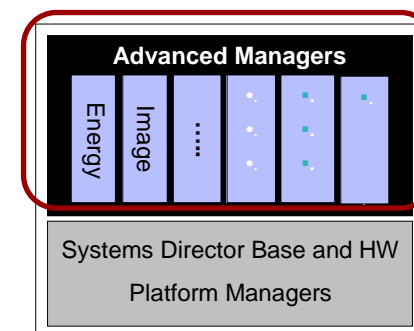 Advanced Managers
Energy
Image
.....
Systems Director Base and HW
Platform Managers